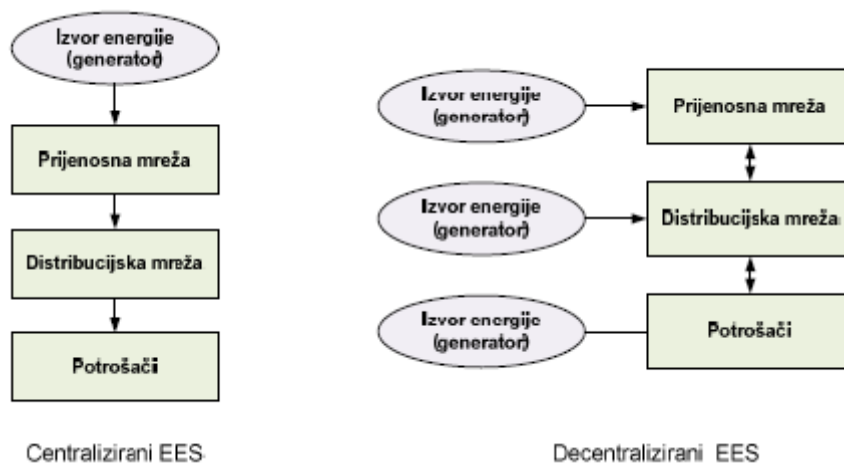 Izvor energije
(generator)
Prijenosna mreža
Distribucijska mreža
Potrošači
Centralizirani EES
Izvor energije
(generator)
Prijenosna mreža
Izvor energije
(generator)
Distribucijska mreža
Izvor energije
(generator)
Potrošači
Decentralizirani EES